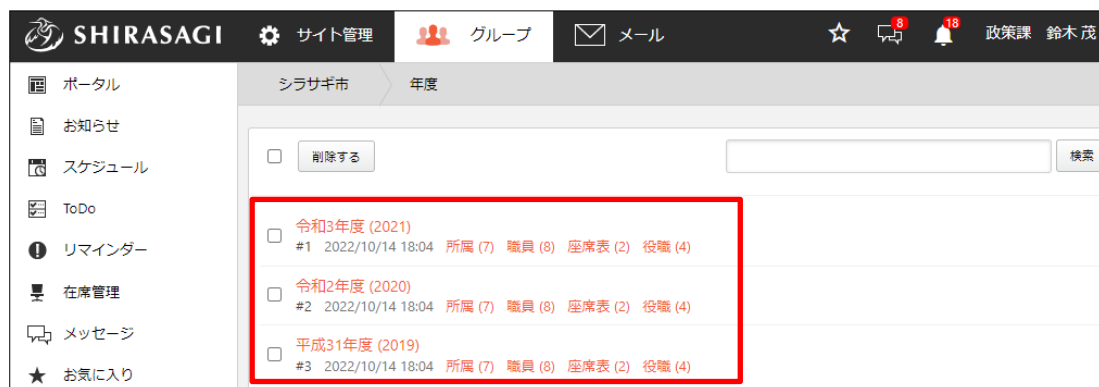 SHIRASAGI サイト管理 グループ メール 8 18 政策課 鈴木 茂
ポータル
シラサギ市 年度
お知らせ
削除する 検索
スケジュール
ToDo
令和3年度 (2021)
#1 2022/10/14 18:04 所属 (7) 職員 (8) 座席表 (2) 役職 (4)
リマインダー
令和2年度 (2020)
在席管理
#2 2022/10/14 18:04 所属 (7) 職員 (8) 座席表 (2) 役職 (4)
メッセージ
平成31年度 (2019)
#3 2022/10/14 18:04 所属 (7) 職員 (8) 座席表 (2) 役職 (4)
お気に入り